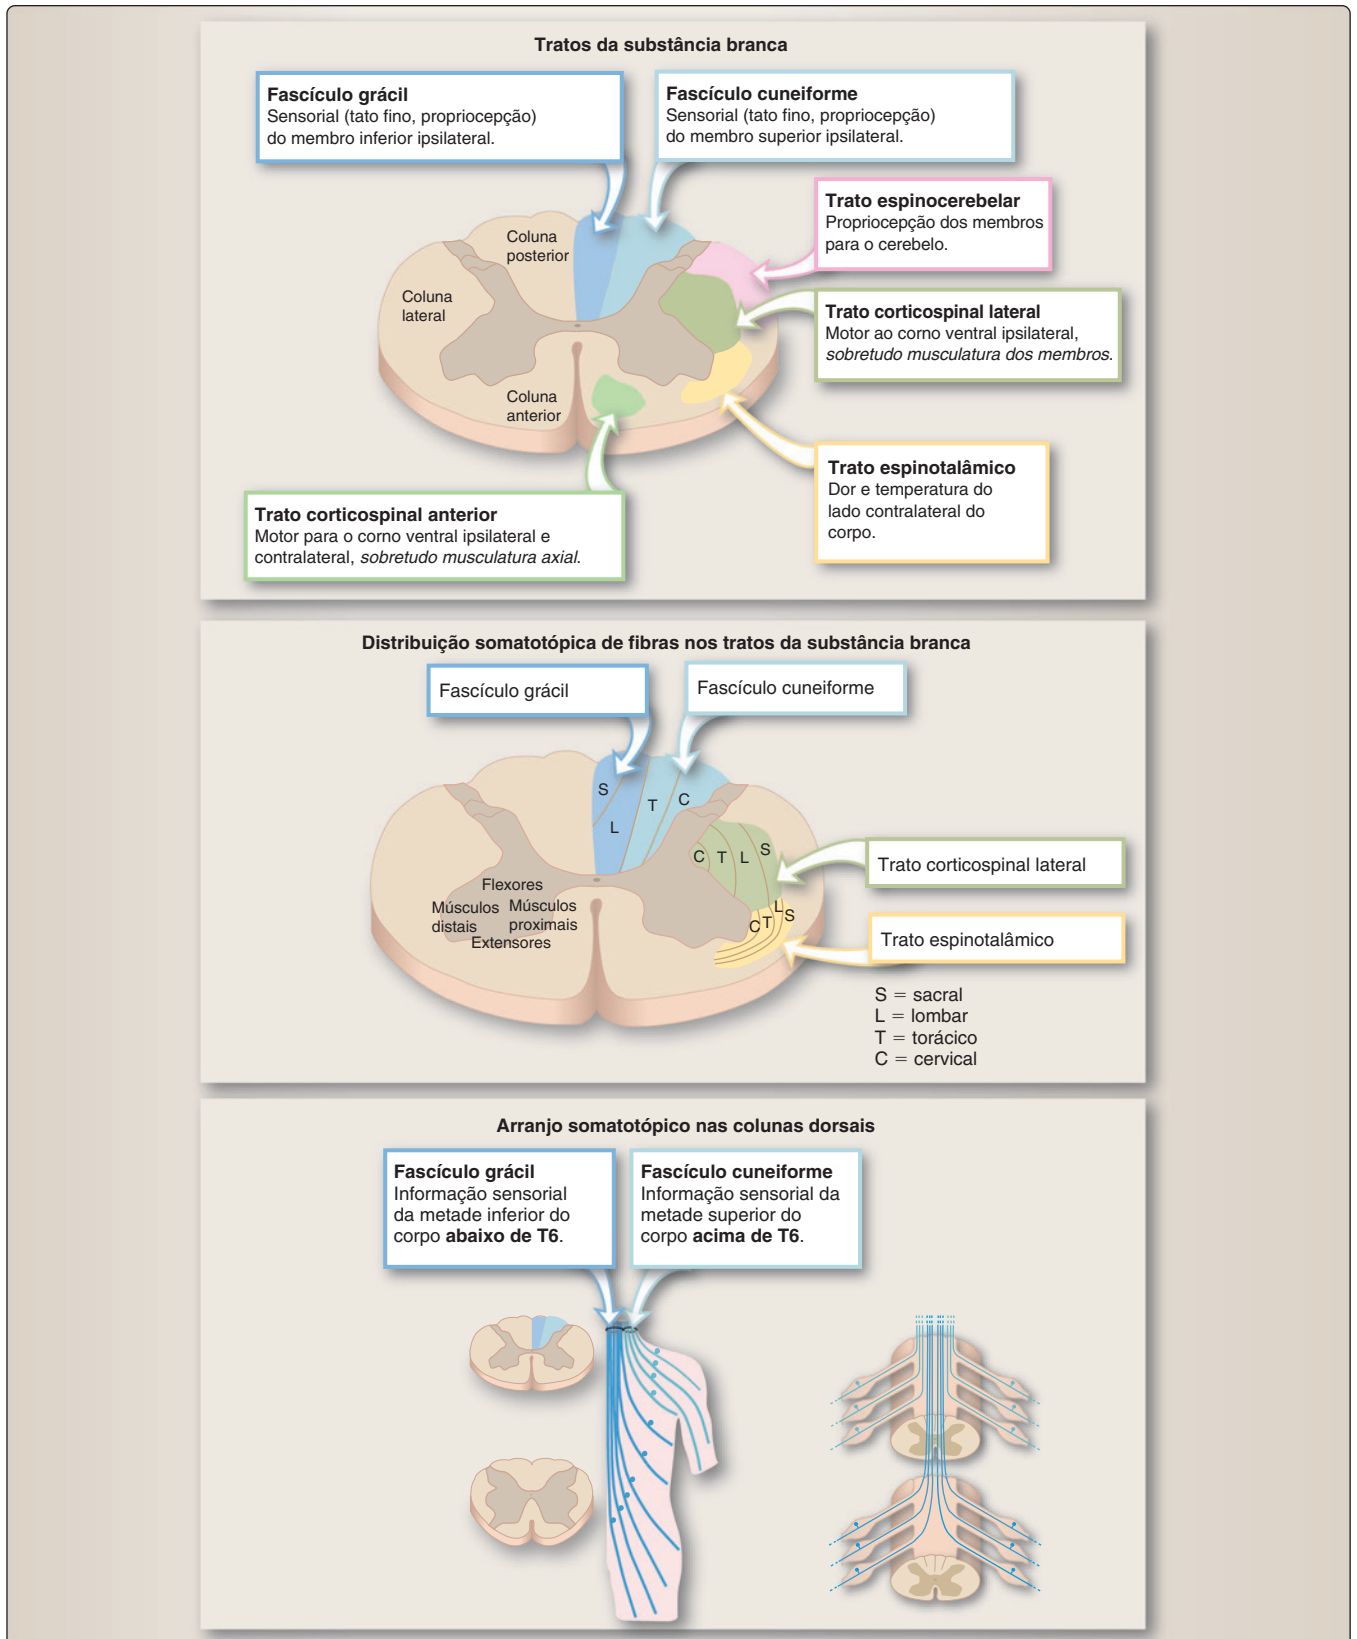 Tratos da substância branca
Fascículo grácil
Sensorial (tato fino, propriocepção)
do membro inferior ipsilateral.
Fascículo cuneiforme
Sensorial (tato fino, propriocepção)
do membro superior ipsilateral.
Trato espinocerebelar
Propriocepção dos membros
para o cerebelo.
Coluna
posterior
Coluna
lateral
Trato corticospinal lateral
Motor ao corno ventral ipsilateral,
sobretudo musculatura dos membros.
Coluna
anterior
Trato espinotalâmico
Dor e temperatura do
lado contralateral do
corpo.
Trato corticospinal anterior
Motor para o corno ventral ipsilateral e
contralateral, sobretudo musculatura axial.
Distribuição somatotópica de fibras nos tratos da substância branca
Fascículo grácil
Fascículo cuneiforme
S
L
T
C
C T L S
Trato corticospinal lateral
Flexores
Músculos
distais
Músculos
proximais
Extensores
C T L S
Trato espinotalâmico
S = sacral
L = lombar
T = torácico
C = cervical
Arranjo somatotópico nas colunas dorsais
Fascículo grácil
Informação sensorial
da metade inferior do
corpo abaixo de T6.
Fascículo cuneiforme
Informação sensorial da
metade superior do
corpo acima de T6.